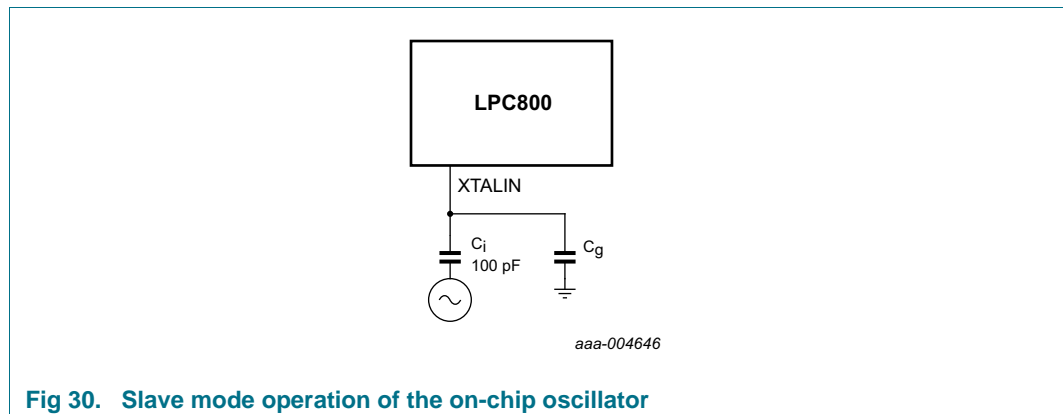 LPC800
XTALIN
Ci
100 pF
Cg
aaa-004646
Fig 30. Slave mode operation of the on-chip oscillator